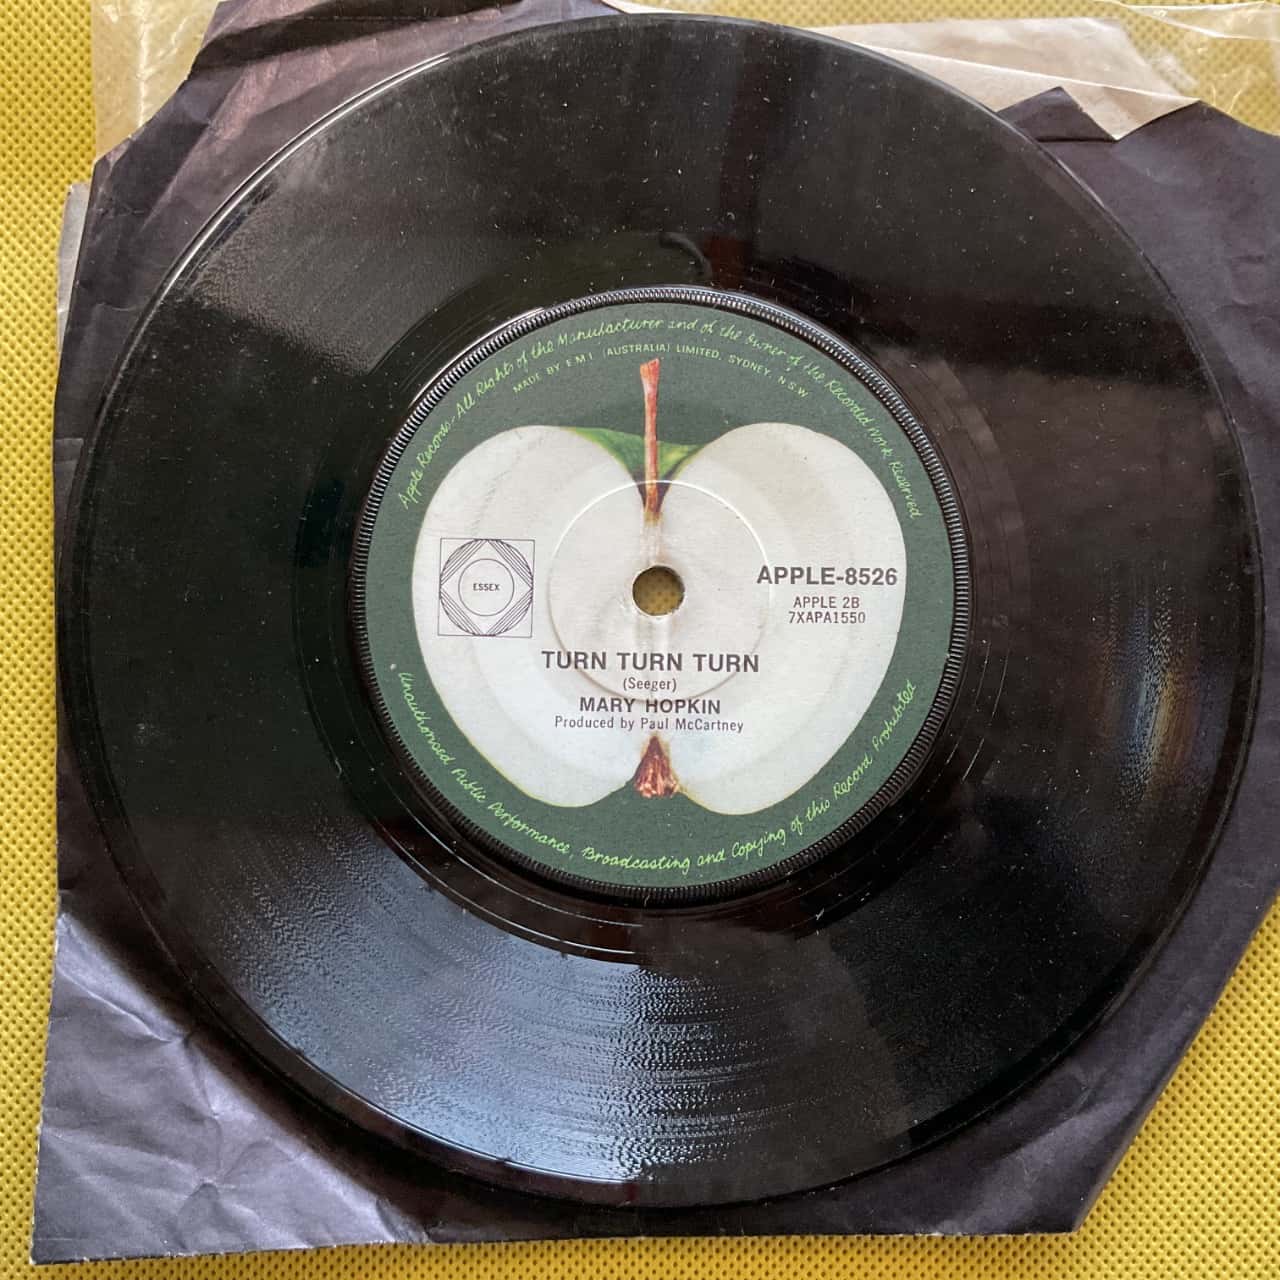 Apple Records-All Rights of the Manufacturer and of the Owner of the Recorded Work Reserved
MADE BY E M I (AUSTRALIA) LIMITED, SYDNEY, N.S.W
ESSEX
APPLE-8526
APPLE 2B
7XAPA1550
TURN TURN TURN
(Seeger)
MARY HOPKIN
Produced by Paul McCartney
Unauthorised Public Performance, Broadcasting and Copying of this Record Prohibited